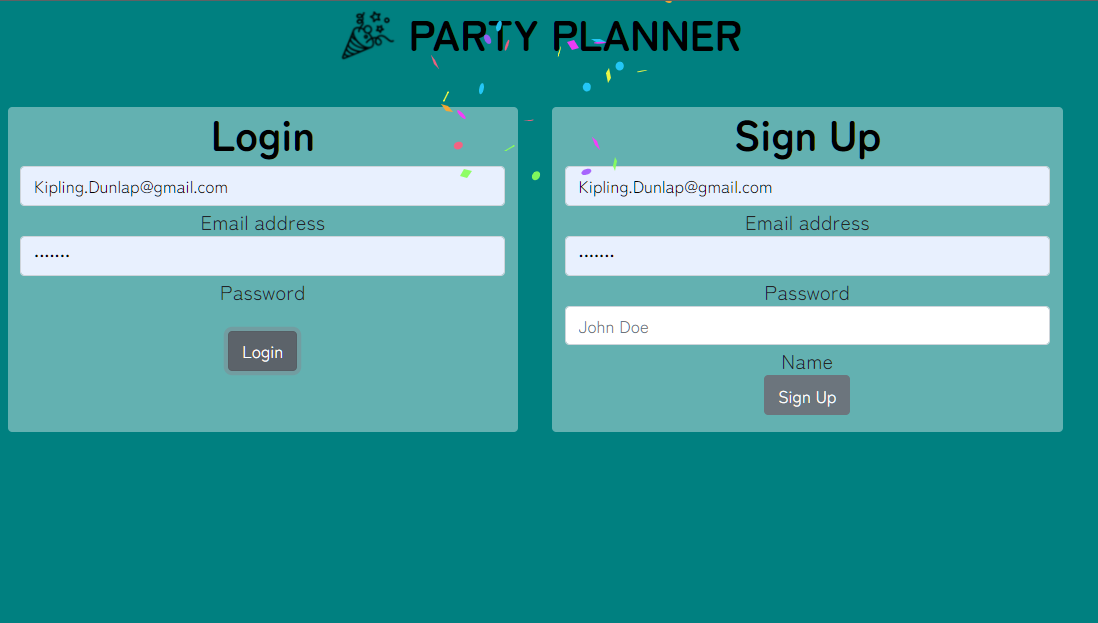 PARTY PLANNER
Login
Kipling.Dunlap@gmail.com
Email address
·······
Password
Login
Sign Up
Kipling.Dunlap@gmail.com
Email address
·······
Password
John Doe
Name
Sign Up